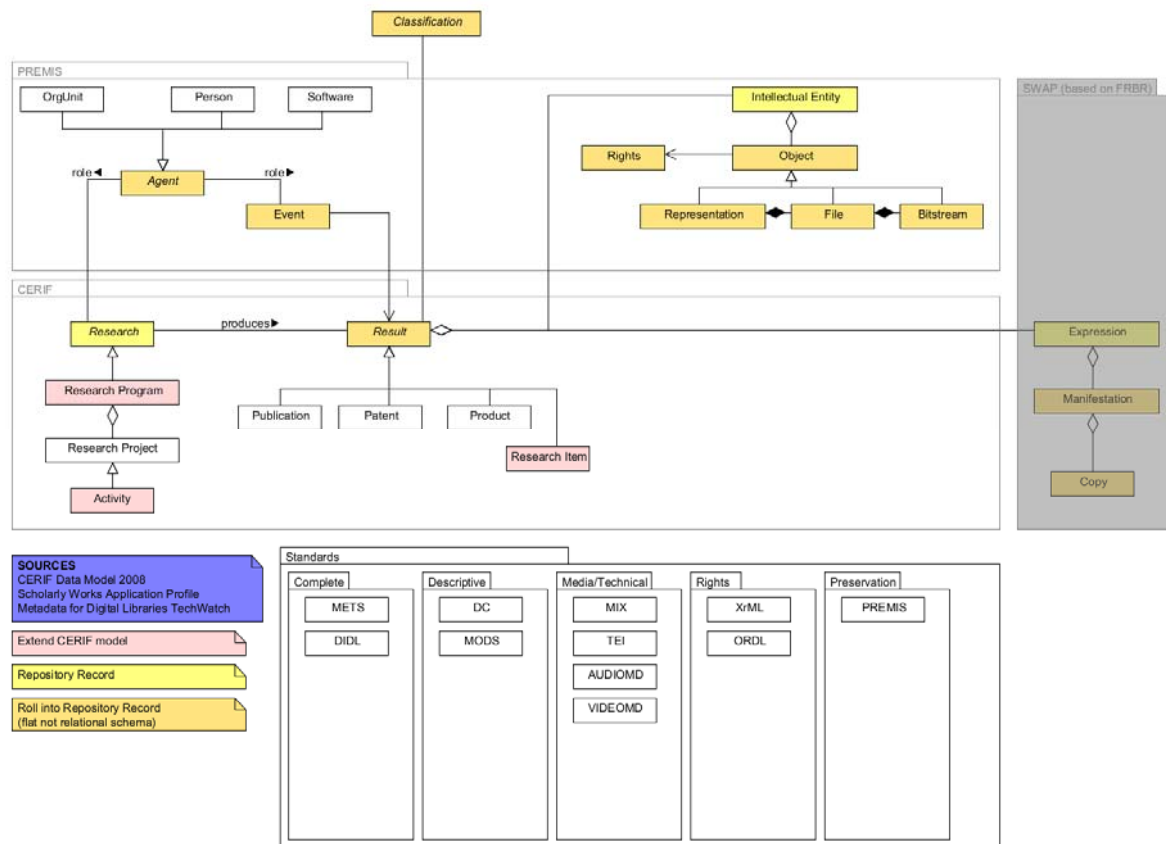 Classification
PREMIS
OrgUnit
Person
Software
Intellectual Entity
SWAP (based on FRBR)
Rights
Object
role◀
Agent
role▶
Event
Representation
File
Bitstream
CERIF
Research
produces▶
Result
Expression
Research Program
Manifestation
Publication
Patent
Product
Research Project
Research Item
Activity
Copy
SOURCES
CERIF Data Model 2008
Scholarly Works Application Profile
Metadata for Digital Libraries TechWatch
Extend CERIF model
Repository Record
Roll into Repository Record
(flat not relational schema)
Standards
Complete
METS
DIDL
Descriptive
DC
MODS
Media/Technical
MIX
TEI
AUDIOMD
VIDEOMD
Rights
XrML
ORDL
Preservation
PREMIS